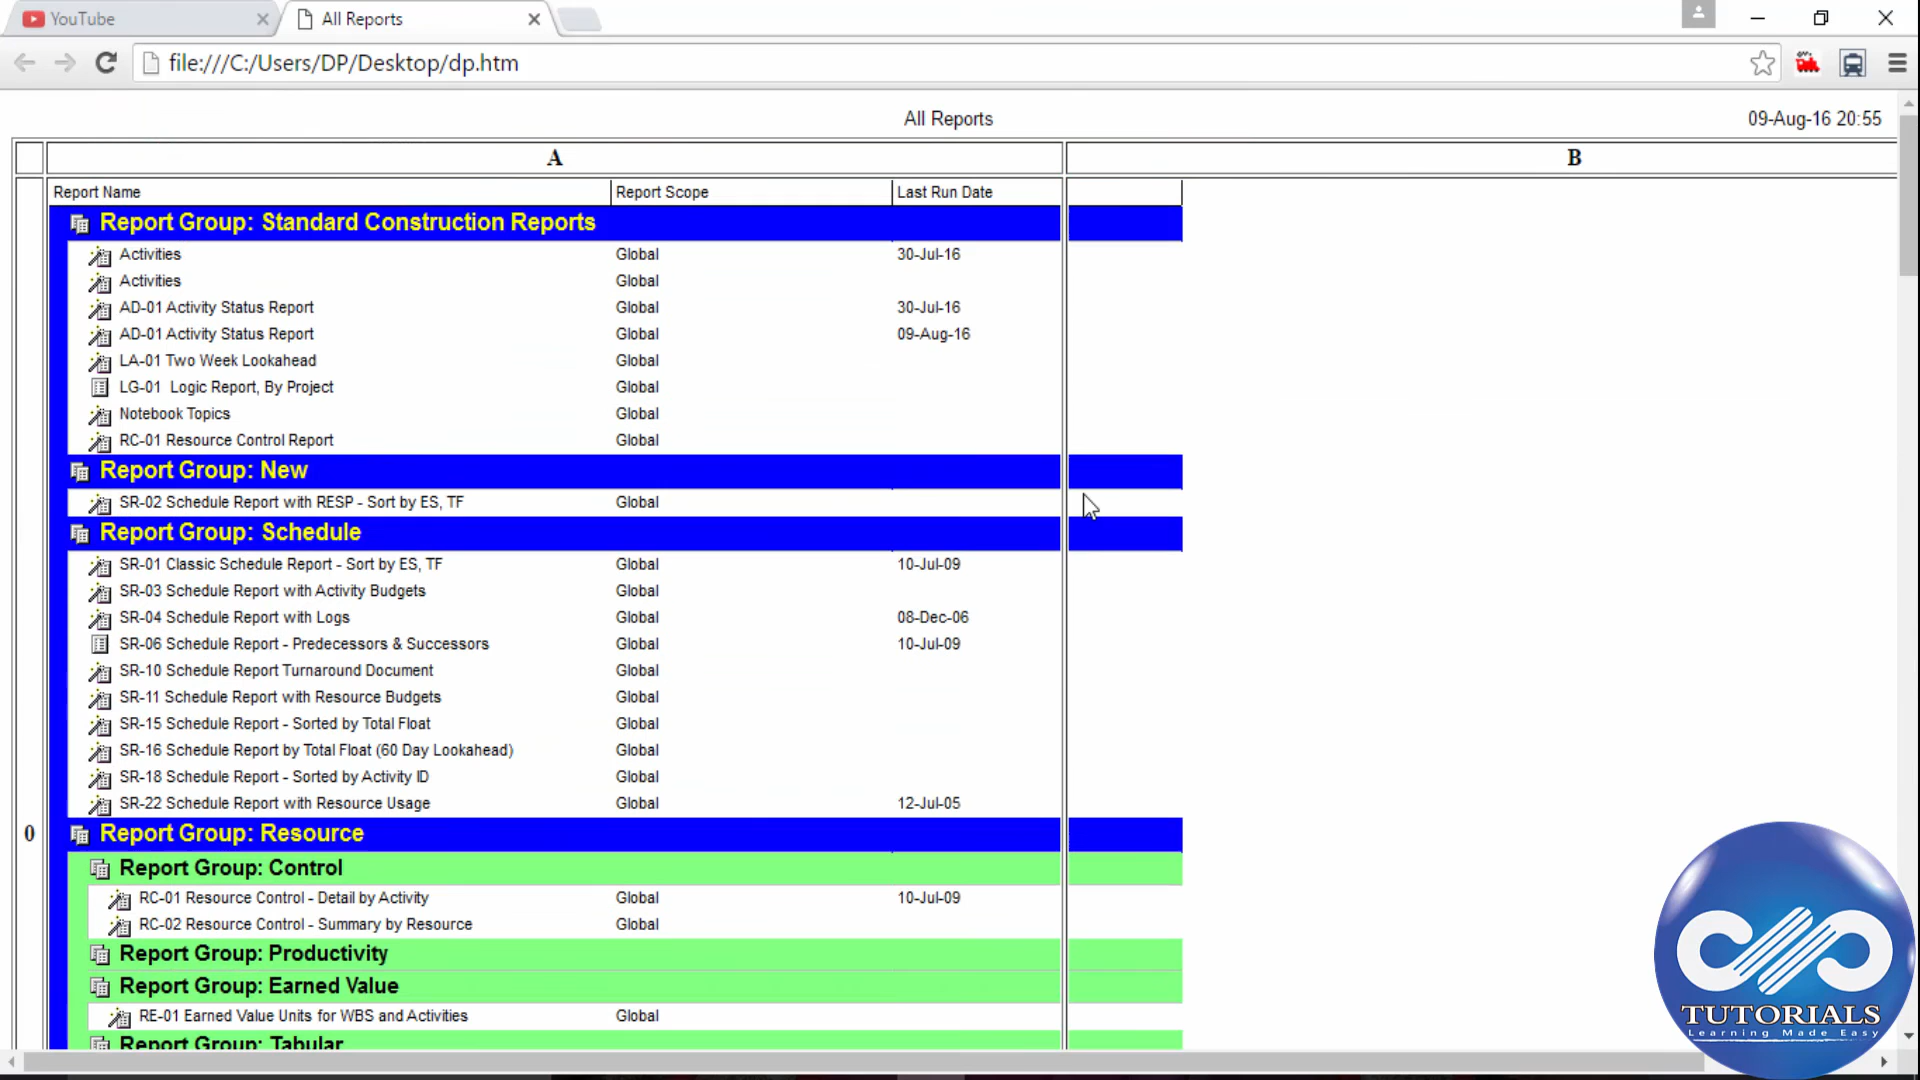 YouTube
All Reports
file:///C:/Users/DP/Desktop/dp.htm
All Reports
09-Aug-16 20:55
A
B
Report Name Report Scope Last Run Date
Report Group: Standard Construction Reports
Activities Global 30-Jul-16
Activities Global
AD-01 Activity Status Report Global 30-Jul-16
AD-01 Activity Status Report Global 09-Aug-16
LA-01 Two Week Lookahead Global
LG-01 Logic Report, By Project Global
Notebook Topics Global
RC-01 Resource Control Report Global
Report Group: New
SR-02 Schedule Report with RESP - Sort by ES, TF Global
Report Group: Schedule
SR-01 Classic Schedule Report - Sort by ES, TF Global 10-Jul-09
SR-03 Schedule Report with Activity Budgets Global
SR-04 Schedule Report with Logs Global 08-Dec-06
SR-06 Schedule Report - Predecessors & Successors Global 10-Jul-09
SR-10 Schedule Report Turnaround Document Global
SR-11 Schedule Report with Resource Budgets Global
SR-15 Schedule Report - Sorted by Total Float Global
SR-16 Schedule Report by Total Float (60 Day Lookahead) Global
SR-18 Schedule Report - Sorted by Activity ID Global
SR-22 Schedule Report with Resource Usage Global 12-Jul-05
0
Report Group: Resource
Report Group: Control
RC-01 Resource Control - Detail by Activity Global 10-Jul-09
RC-02 Resource Control - Summary by Resource Global
Report Group: Productivity
Report Group: Earned Value
RE-01 Earned Value Units for WBS and Activities Global
Report Group: Tabular
TUTORIALS
Learning Made Easy